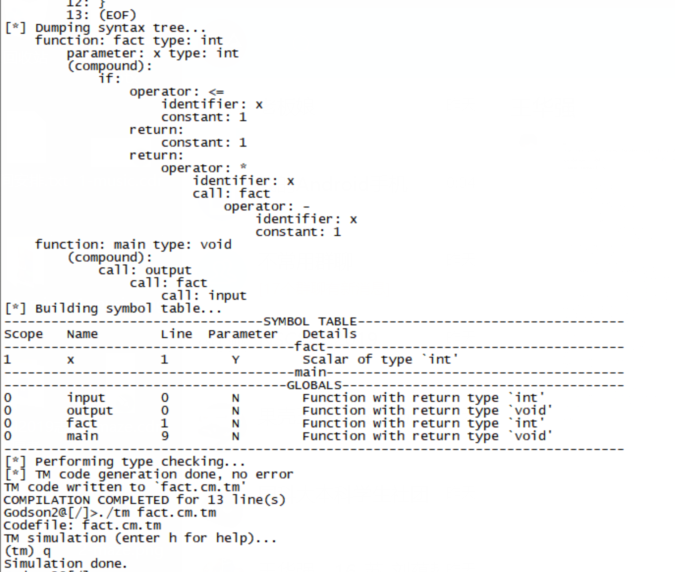 12: }
13: (EOF)
[*] Dumping syntax tree...
function: fact type: int
parameter: x type: int
(compound):
if:
operator: <=
identifier: x
constant: 1
return:
constant: 1
return:
operator: *
identifier: x
call: fact
operator: -
identifier: x
constant: 1
function: main type: void
(compound):
call: output
call: fact
call: input
[*] Building symbol table...
---------------------------------SYMBOL TABLE----------------------------------
Scope Name Line Parameter Details
-------------------------------------fact--------------------------------------
1 x 1 Y Scalar of type `int'
-------------------------------------main--------------------------------------
------------------------------------GLOBALS------------------------------------
0 input 0 N Function with return type `int'
0 output 0 N Function with return type `void'
0 fact 1 N Function with return type `int'
0 main 9 N Function with return type `void'
-------------------------------------------------------------------------------
[*] Performing type checking...
[*] TM code generation done, no error
TM code written to `fact.cm.tm'
COMPILATION COMPLETED for 13 line(s)
Godson2@[/]>./tm fact.cm.tm
Codefile: fact.cm.tm
TM simulation (enter h for help)...
(tm) q
Simulation done.